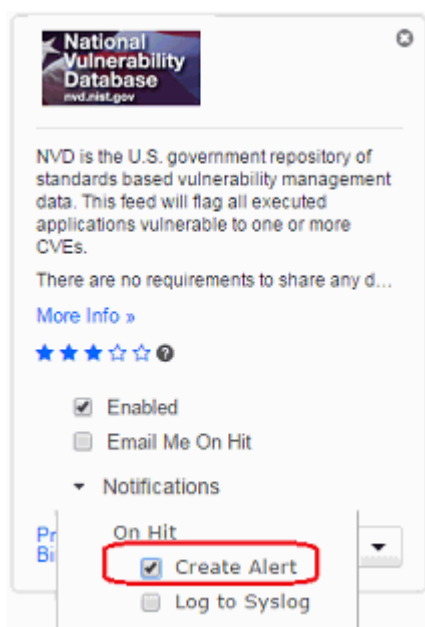 National
Vulnerability
Database
nvd.nist.gov
NVD is the U.S. government repository of
standards based vulnerability management
data. This feed will flag all executed
applications vulnerable to one or more
CVEs.
There are no requirements to share any d...
More Info »
Enabled
Email Me On Hit
Notifications
Pr
Bi
On Hit
Create Alert
Log to Syslog